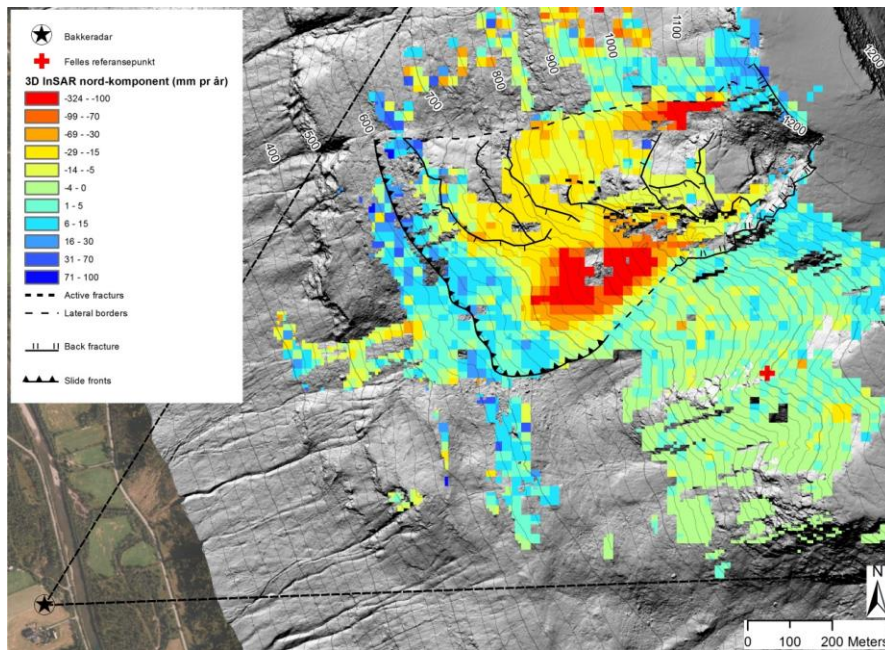 Bakkeradar
Felles referansepunkt
3D InSAR nord-komponent (mm pr år)
-324 - -100
-99 - -70
-69 - -30
-29 - -15
-14 - -5
-4 - 0
1 - 5
6 - 15
16 - 30
31 - 70
71 - 100
Active fracturs
Lateral borders
Back fracture
Slide fronts
400
500
600
700
800
900
1000
1100
1200
1200
N
0 100 200 Meters